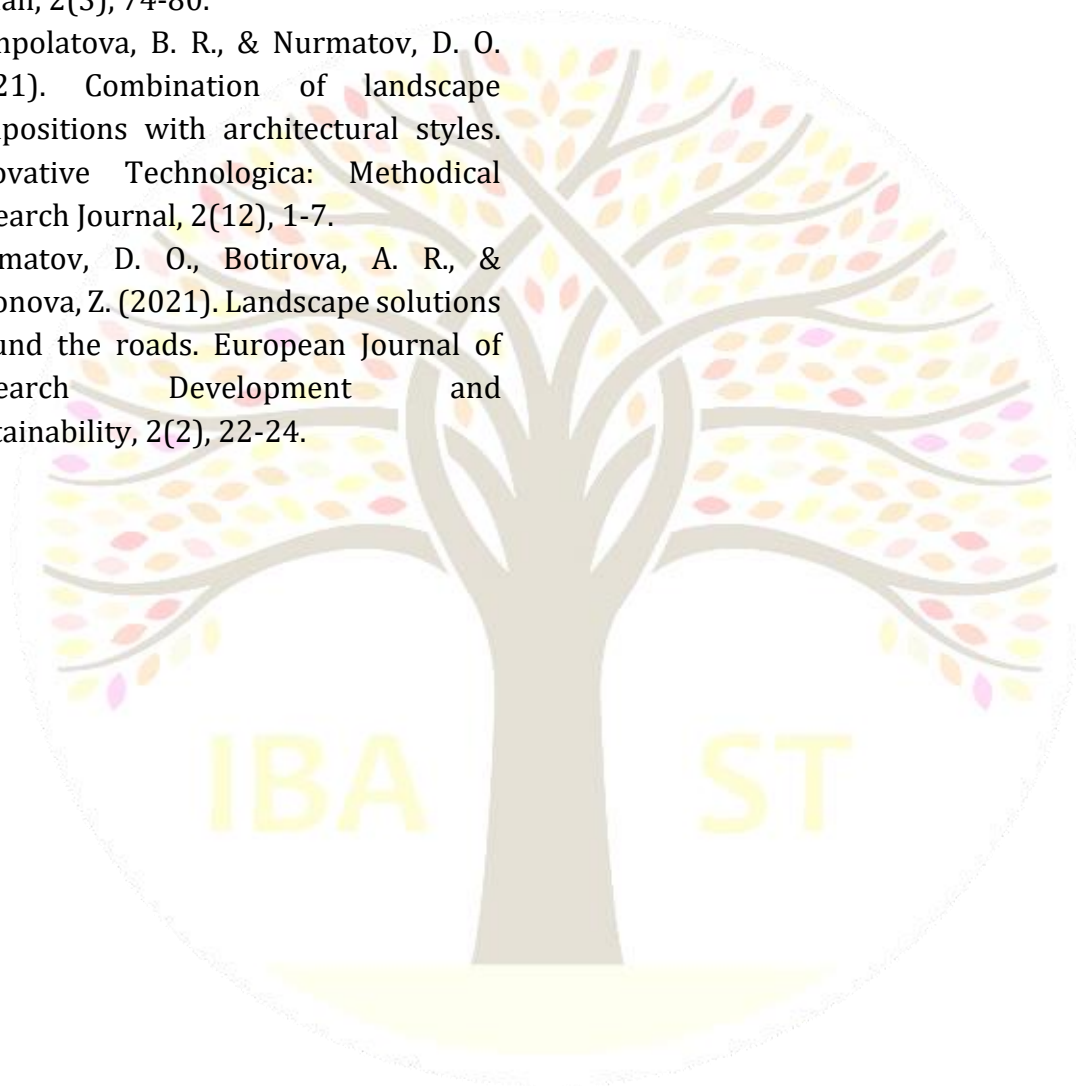 2(3), 74-80.
polatova, B. R., & Nurmatov, D. O.
21). Combination of landscape
positions with architectural styles.
ovative Technologica: Methodical
earch Journal, 2(12), 1-7.
matov, D. O., Botirova, A. R., &
onova, Z. (2021). Landscape solutions
und the roads. European Journal of
earch Development and
tainability, 2(2), 22-24.
IBA ST